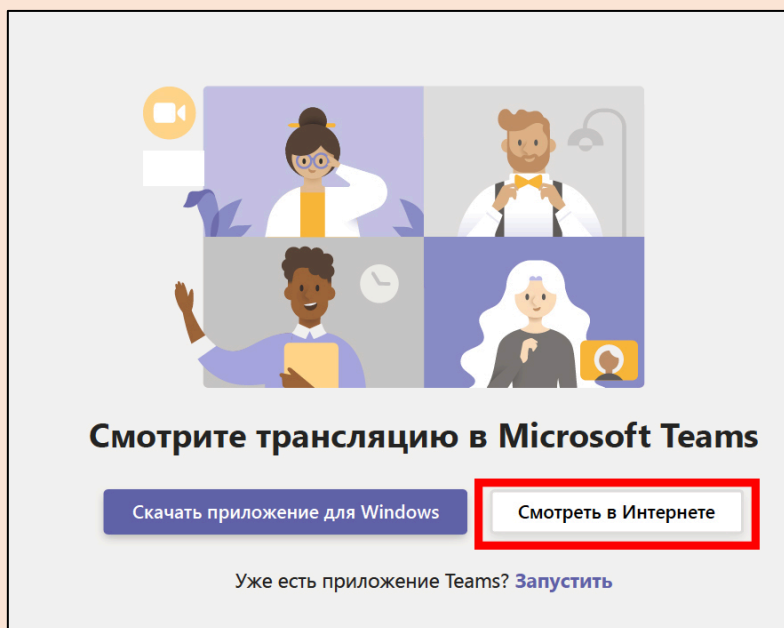 Смотрите трансляцию в Microsoft Teams
Скачать приложение для Windows
Смотреть в Интернете
Уже есть приложение Teams? Запустить